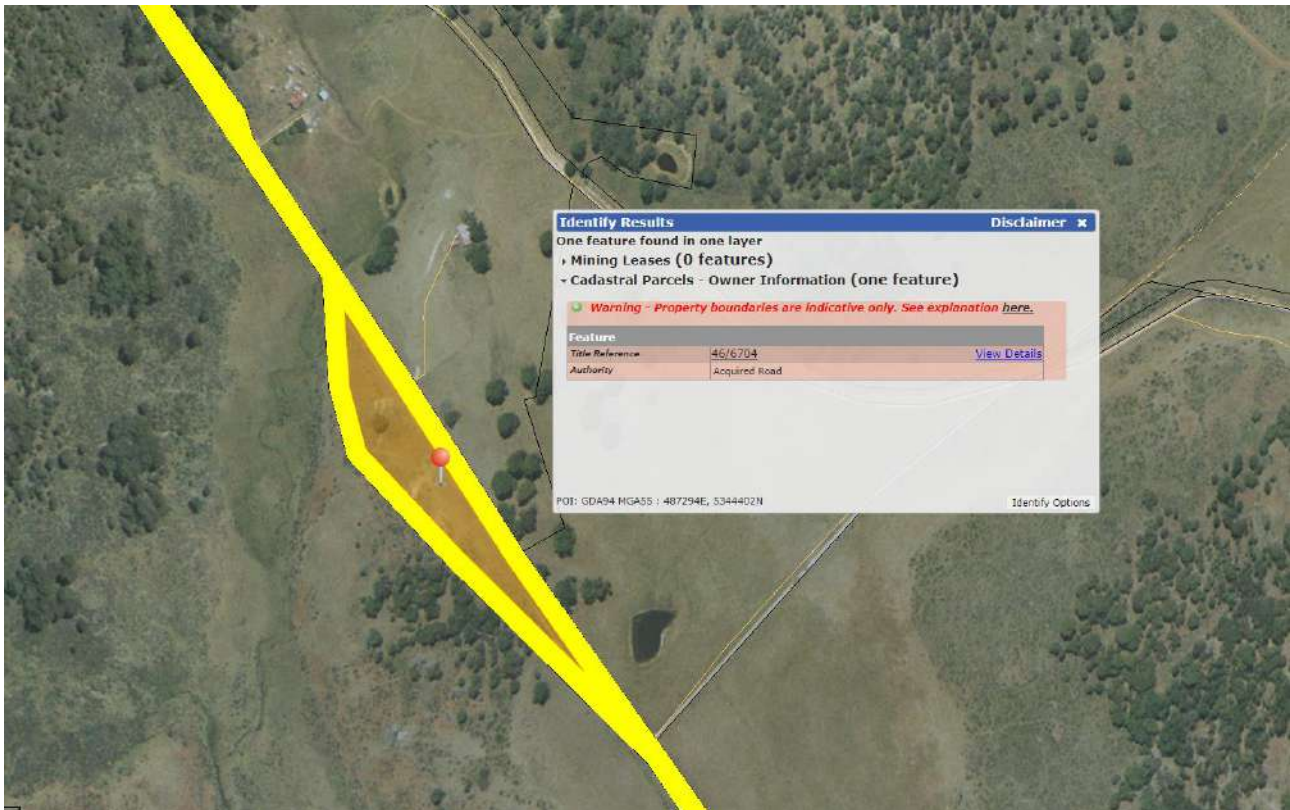 Identify Results Disclaimer ×
One feature found in one layer
Mining Leases (0 features)
Cadastral Parcels - Owner Information (one feature)
Warning - Property boundaries are indicative only. See explanation here.
Feature
Title Reference 46/6704 View Details
Authority Acquired Road
POI: GDA94 MGA55 : 487294E, 5344402N Identify Options